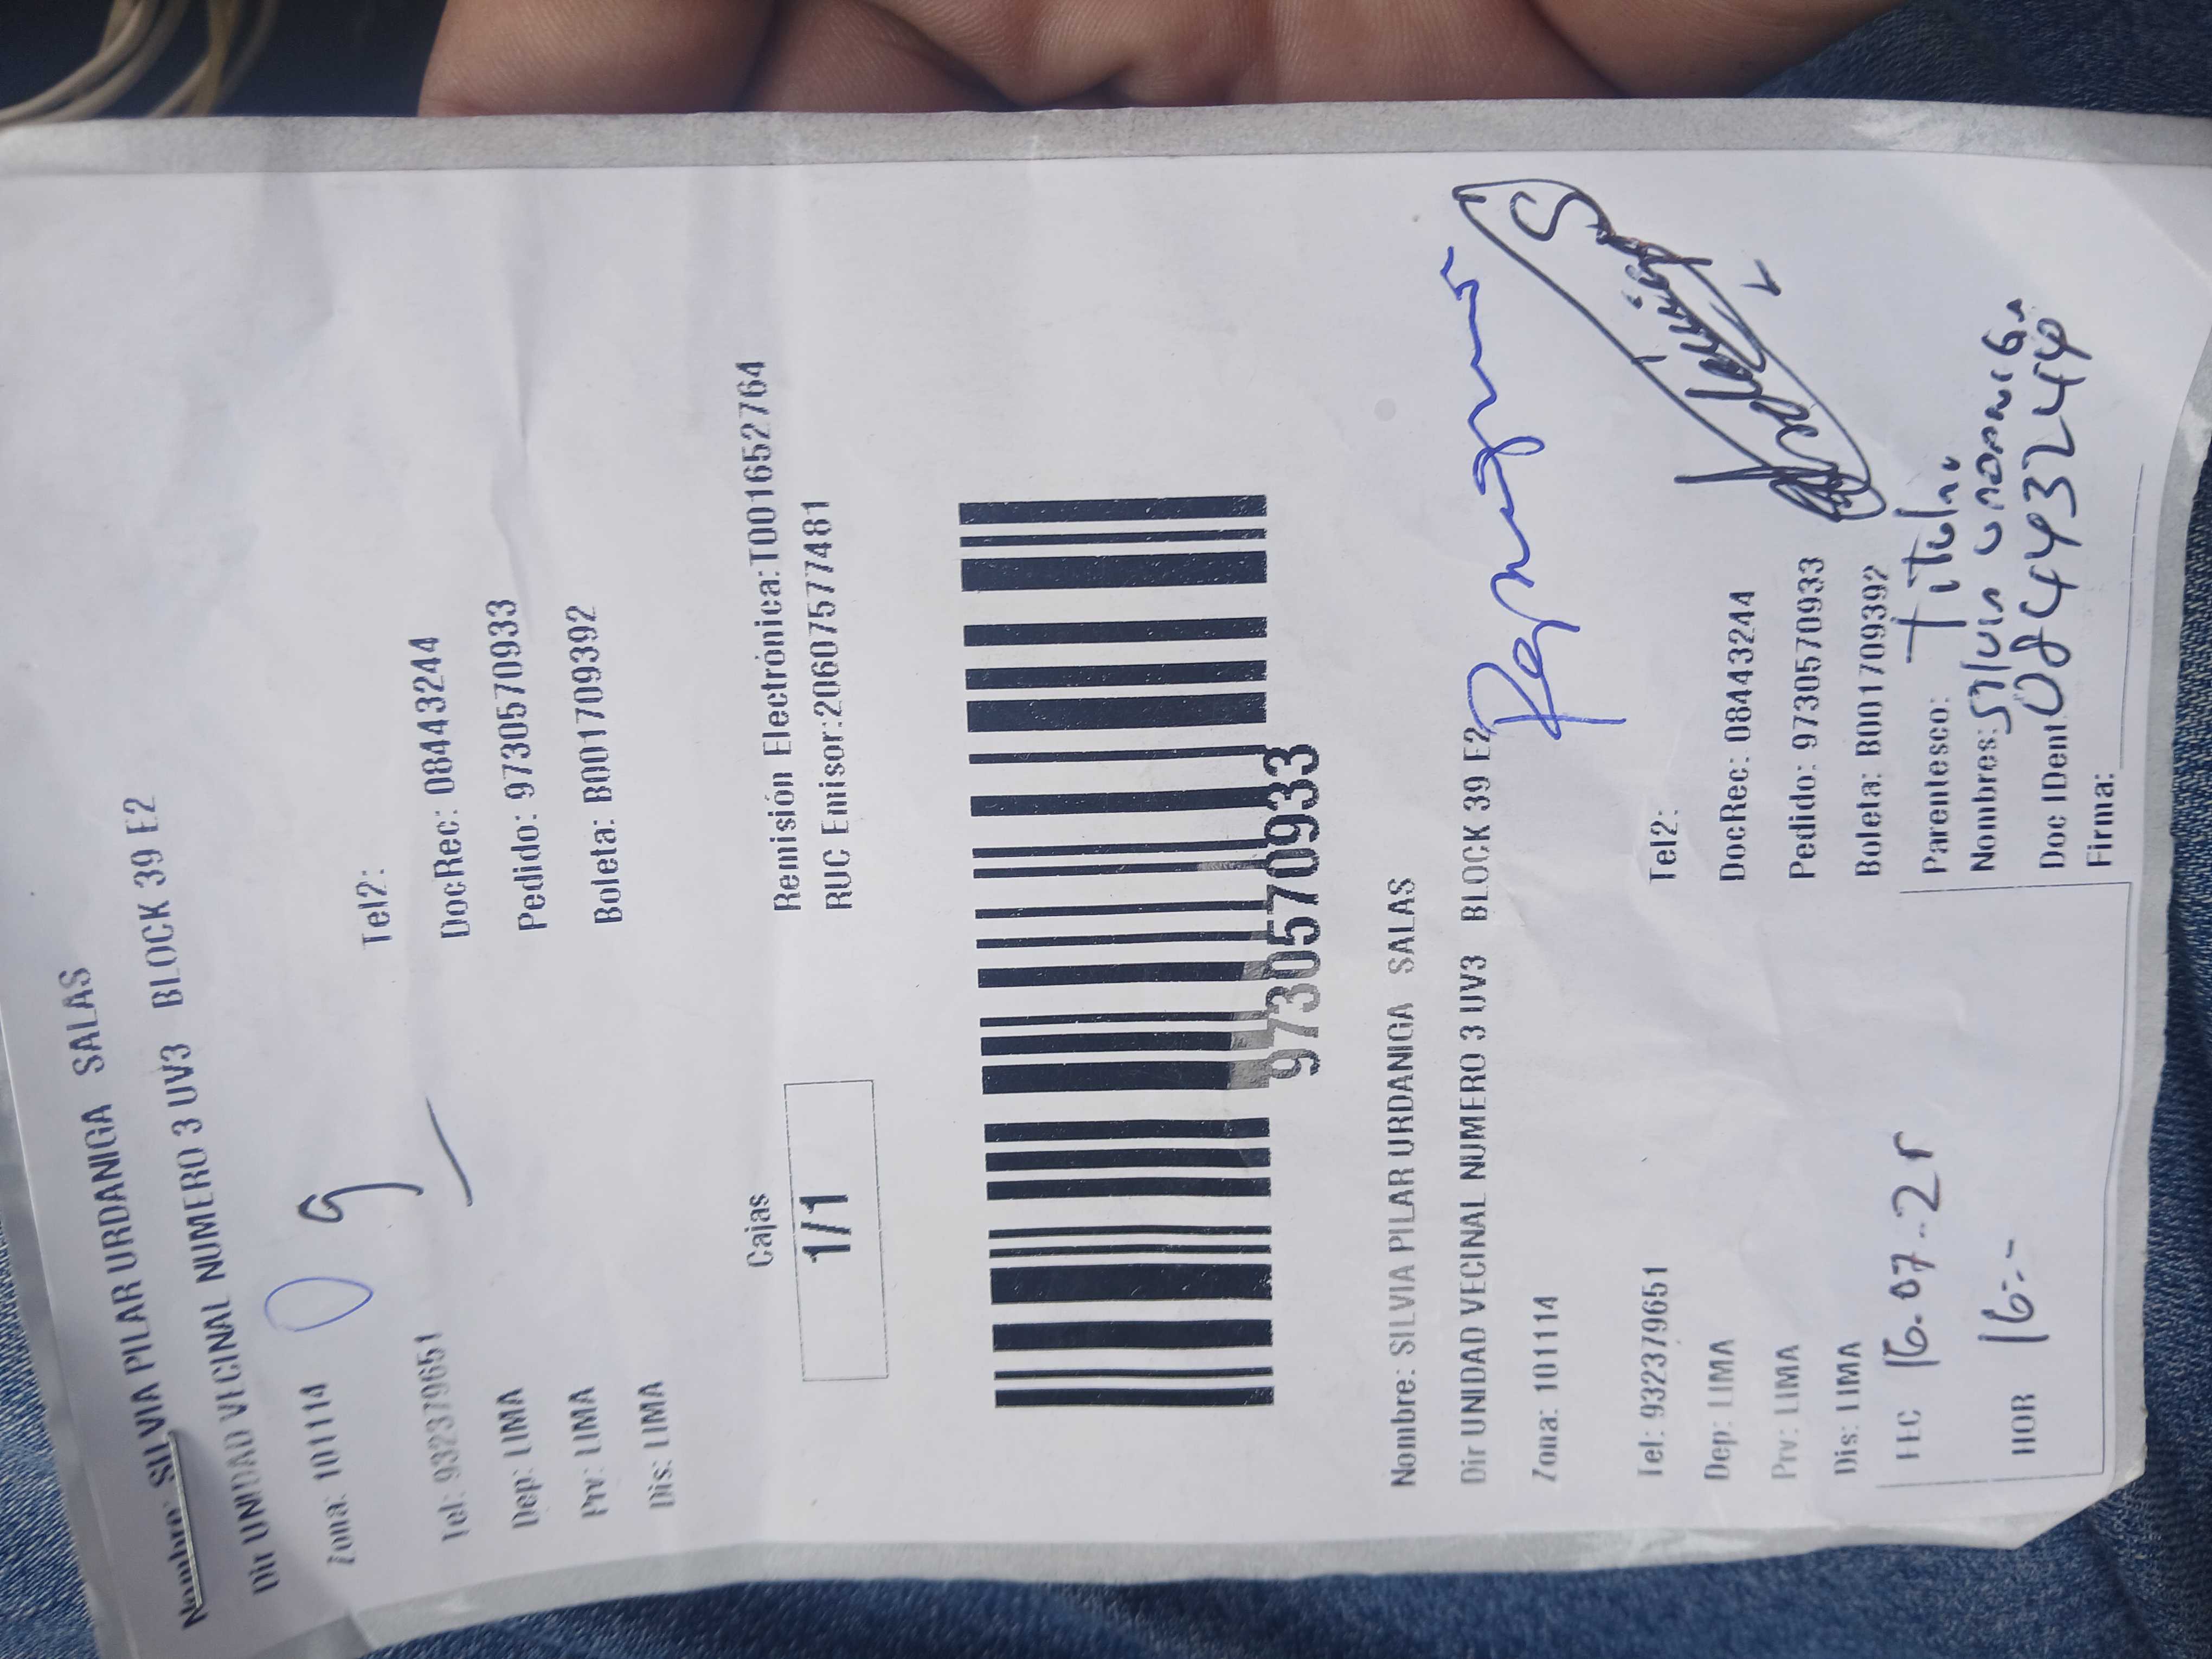 Nombre: SILVIA PILAR URDANIGA SALAS
Dir UNIDAD VECINAL NUMERO 3 UV3 BLOCK 39 E2
Zona: 101114
Tel: 932379651 Tel2:
Dep: LIMA DocRec: 08443244
Prv: LIMA Pedido: 97305709​33
Dis: LIMA Boleta: B001709392
Cajas
1/1
Remisión Electrónica:T001652764
RUC Emisor:20607577481
9730570933
Nombre: SILVIA PILAR URDANIGA SALAS
Dir UNIDAD VECINAL NUMERO 3 UV3 BLOCK 39 E2
Zona: 101114
Tel: 932379651 Tel2:
Dep: LIMA DocRec: 08443244
Prv: LIMA Pedido: 9730570933
Dis: LIMA Boleta: B001709392
FEC 16.07.-25
HOR 16.-
Parentesco: Titular
Nombres: Silvia
Doc IDent: 08443244
Firma: